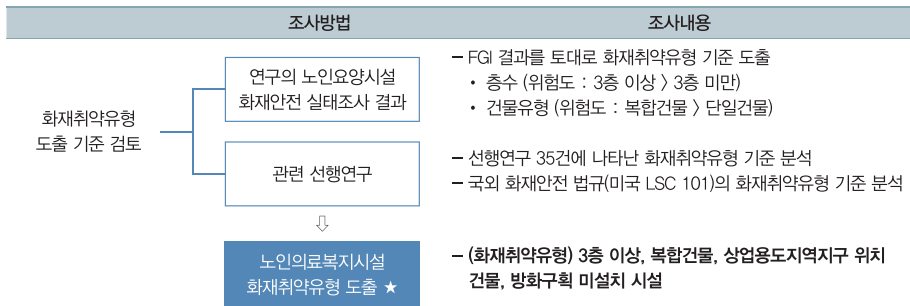 조사방법
조사내용
화재취약유형
도출 기준 검토
연구의 노인요양시설
화재안전 실태조사 결과
– FGI 결과를 토대로 화재취약유형 기준 도출
• 층수 (위험도 : 3층 이상 > 3층 미만)
• 건물유형 (위험도 : 복합건물 > 단일건물)
관련 선행연구
– 선행연구 35건에 나타난 화재취약유형 기준 분석
– 국외 화재안전 법규(미국 LSC 101)의 화재취약유형 기준 분석
⇩
노인의료복지시설
화재취약유형 도출 ★
– (화재취약유형) 3층 이상, 복합건물, 상업용도지역지구 위치
건물, 방화구획 미설치 시설